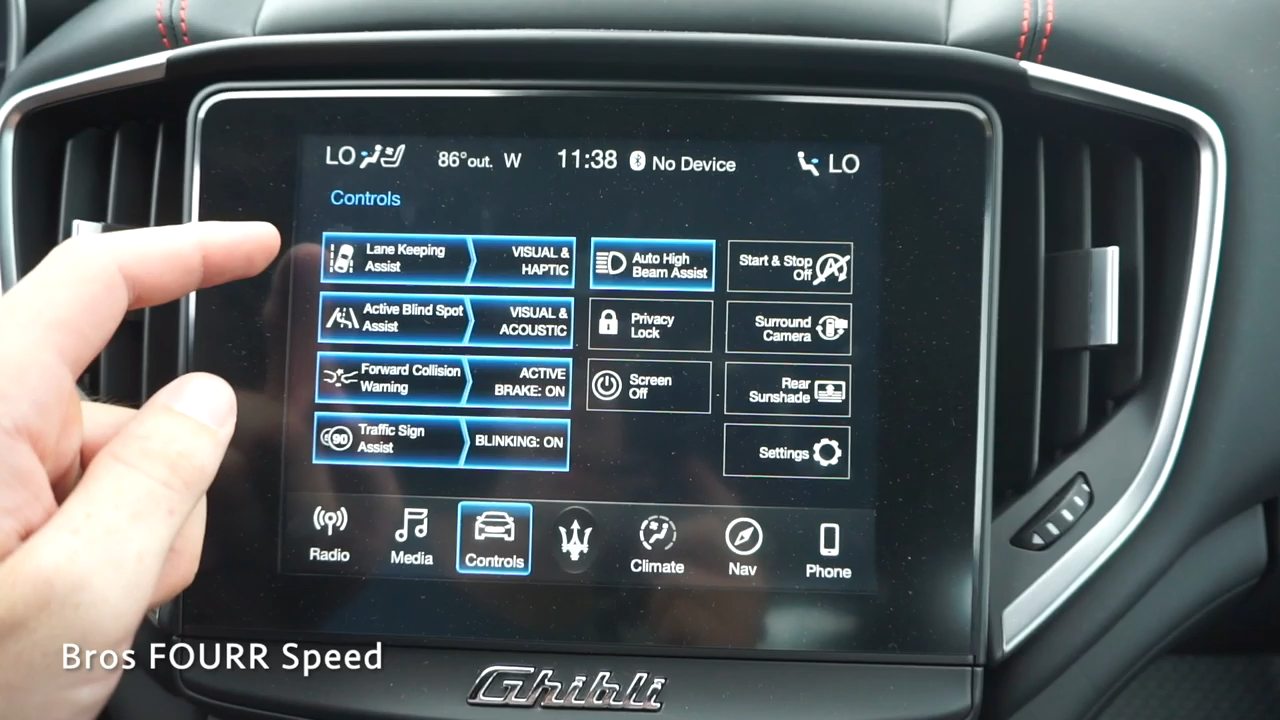 LO 86°out. W 11:38 No Device LO
Controls
Lane Keeping
Assist
VISUAL &
HAPTIC
Auto High
Beam Assist
Start & Stop
Off
Active Blind Spot
Assist
VISUAL &
ACOUSTIC
Privacy
Lock
Surround
Camera
Forward Collision
Warning
ACTIVE
BRAKE: ON
Screen
Off
Rear
Sunshade
90
Traffic Sign
Assist
BLINKING: ON
Settings
Radio
Media
Controls
Climate
Nav
Phone
Bros FOURR Speed
Ghibli